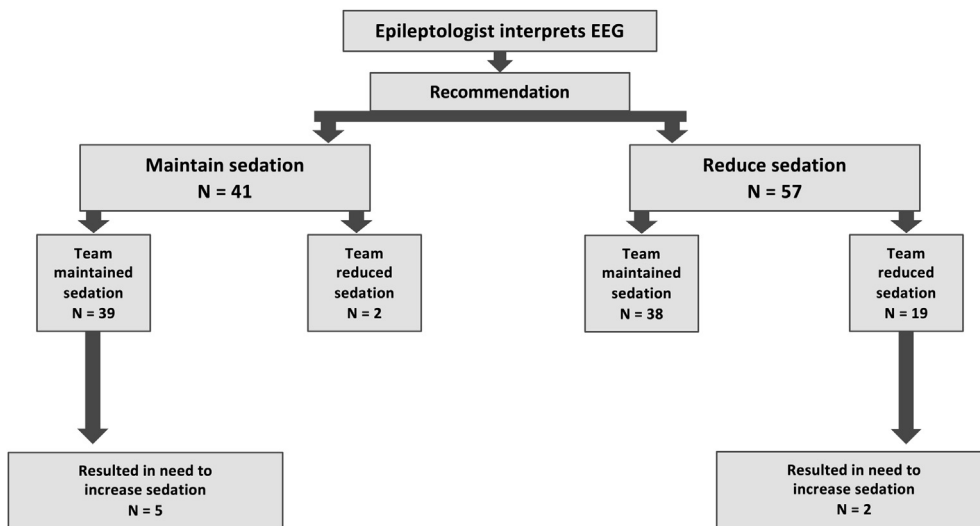 Epileptologist interprets EEG
Recommendation
Maintain sedation
N = 41
Reduce sedation
N = 57
Team
maintained
sedation
N = 39
Team
reduced
sedation
N = 2
Team
maintained
sedation
N = 38
Team
reduced
sedation
N = 19
Resulted in need to
increase sedation
N = 5
Resulted in need to
increase sedation
N = 2